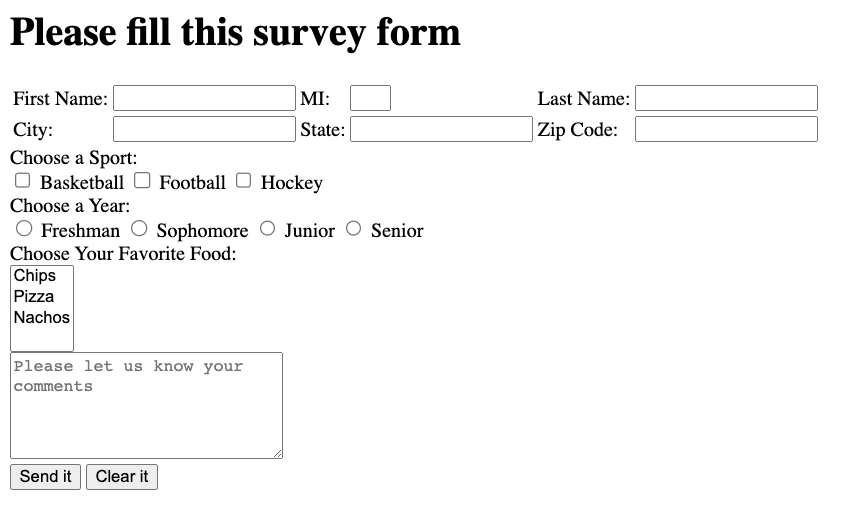 Please fill this survey form
First Name: MI: Last Name:
City: State: Zip Code:
Choose a Sport:
Basketball Football Hockey
Choose a Year:
Freshman Sophomore Junior Senior
Choose Your Favorite Food:
Chips
Pizza
Nachos
Please let us know your
comments
Send it Clear it